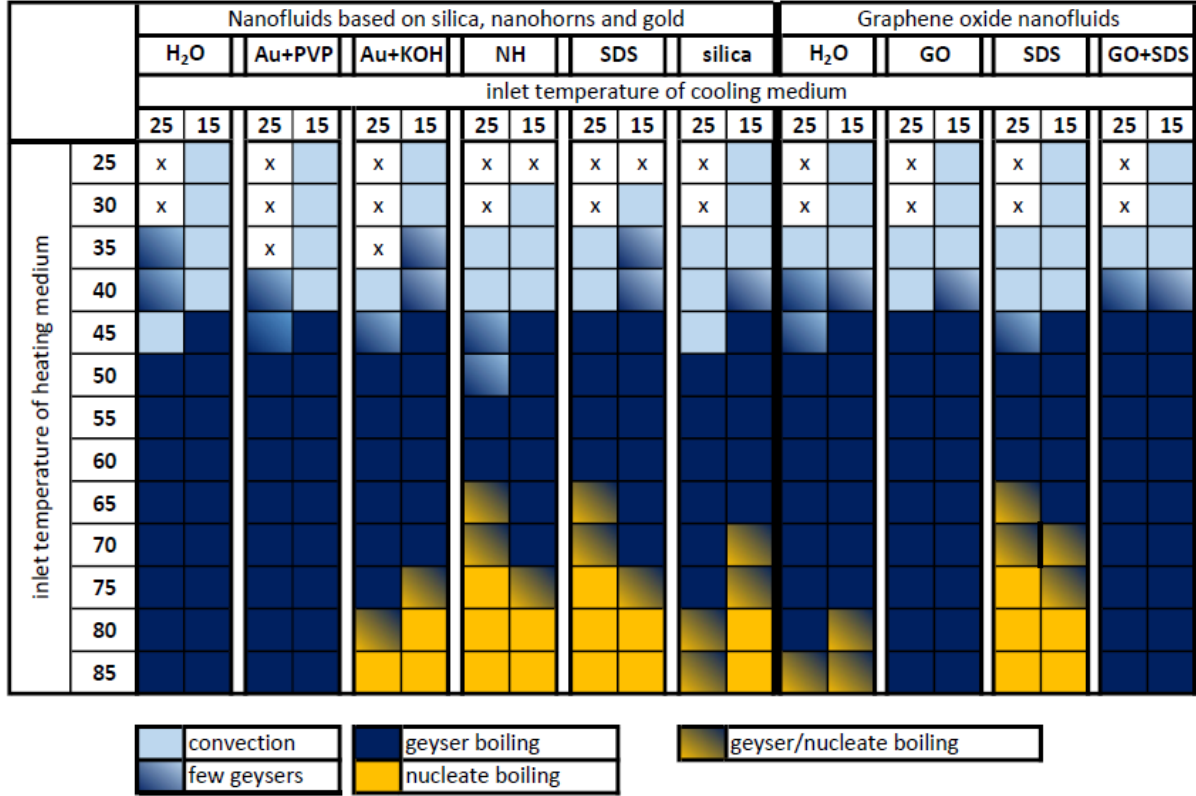 Nanofluids based on silica, nanohorns and gold Graphene oxide nanofluids
H₂O Au+PVP Au+KOH NH SDS silica H₂O GO SDS GO+SDS
inlet temperature of cooling medium
25 15 25 15 25 15 25 15 25 15 25 15 25 15 25 15 25 15 25 15
inlet temperature of heating medium
25 x x x x x x x x x x x x
30 x x x x x x x x x x
35 x x
40
45
50
55
60
65
70
75
80
85
convection geyser boiling geyser/nucleate boiling
few geysers nucleate boiling